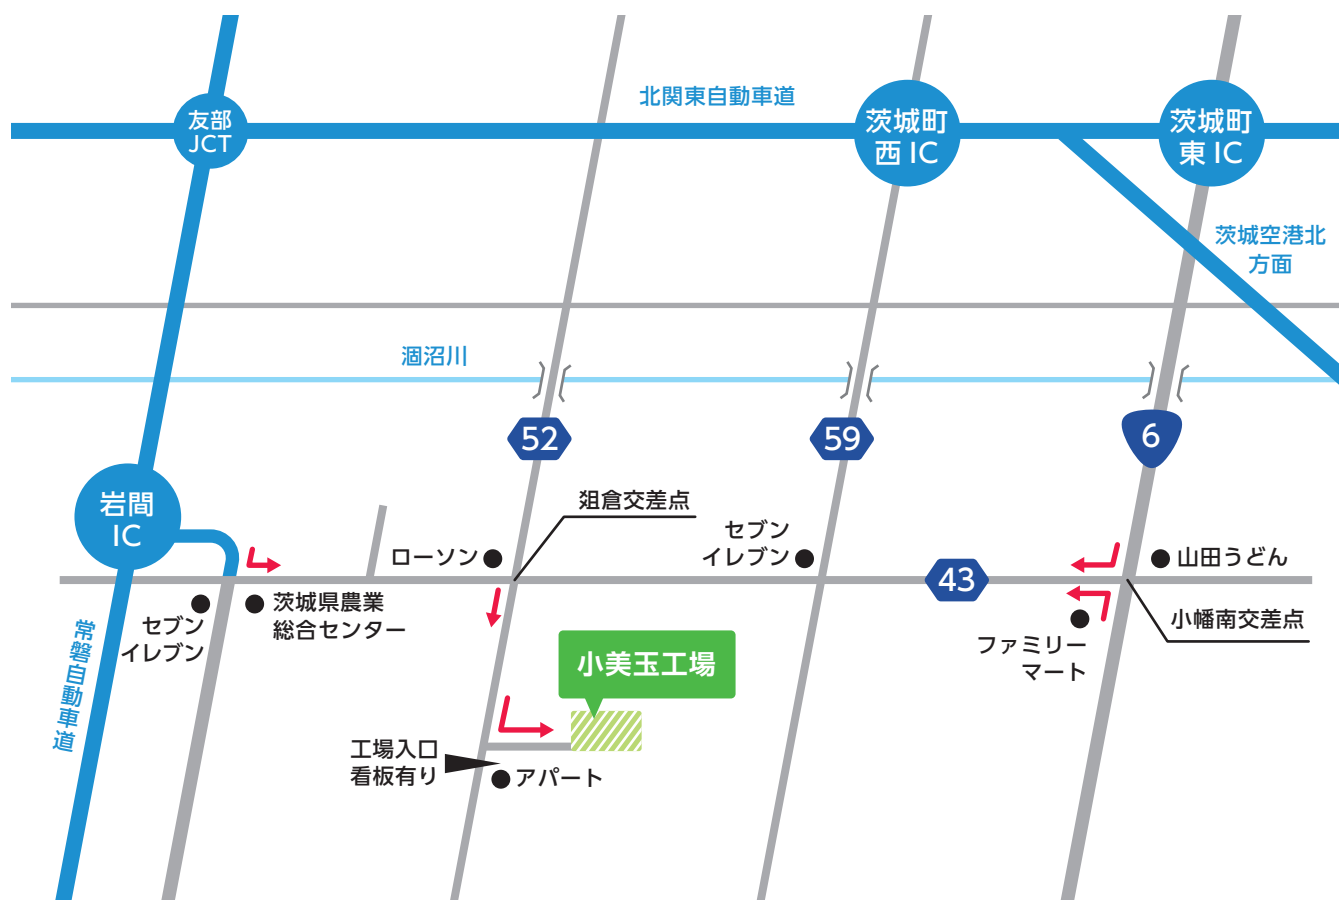 北関東自動車道
友部
JCT
茨城町
西 IC
茨城町
東 IC
茨城空港北
方面
涸沼川
52
59
6
岩間
IC
俎倉交差点
ローソン
セブン
イレブン
43
山田うどん
セブン
イレブン
茨城県農業
総合センター
ファミリー
マート
小幡南交差点
常磐自動車道
小美玉工場
工場入口
看板有り
アパート